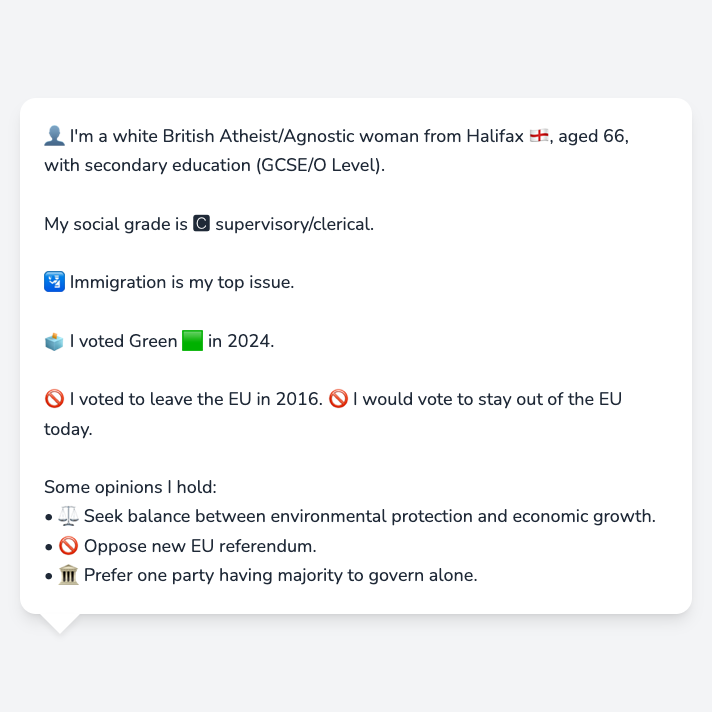 👤 I'm a white British Atheist/Agnostic woman from Halifax 🏴󠁧󠁢󠁥󠁮󠁧󠁿, aged 66,
with secondary education (GCSE/O Level).
My social grade is 🅲 supervisory/clerical.
🛂 Immigration is my top issue.
🗳️ I voted Green 🟩 in 2024.
🚫 I voted to leave the EU in 2016. 🚫 I would vote to stay out of the EU
today.
Some opinions I hold:
• ⚖️ Seek balance between environmental protection and economic growth.
• 🚫 Oppose new EU referendum.
• 🏛️ Prefer one party having majority to govern alone.